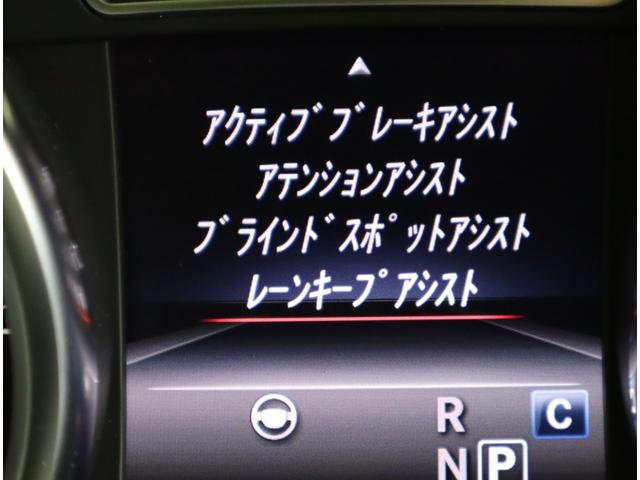 アクティブブレーキアシスト
アテンションアシスト
ブラインドスポットアシスト
レーンキープアシスト
R C
N P